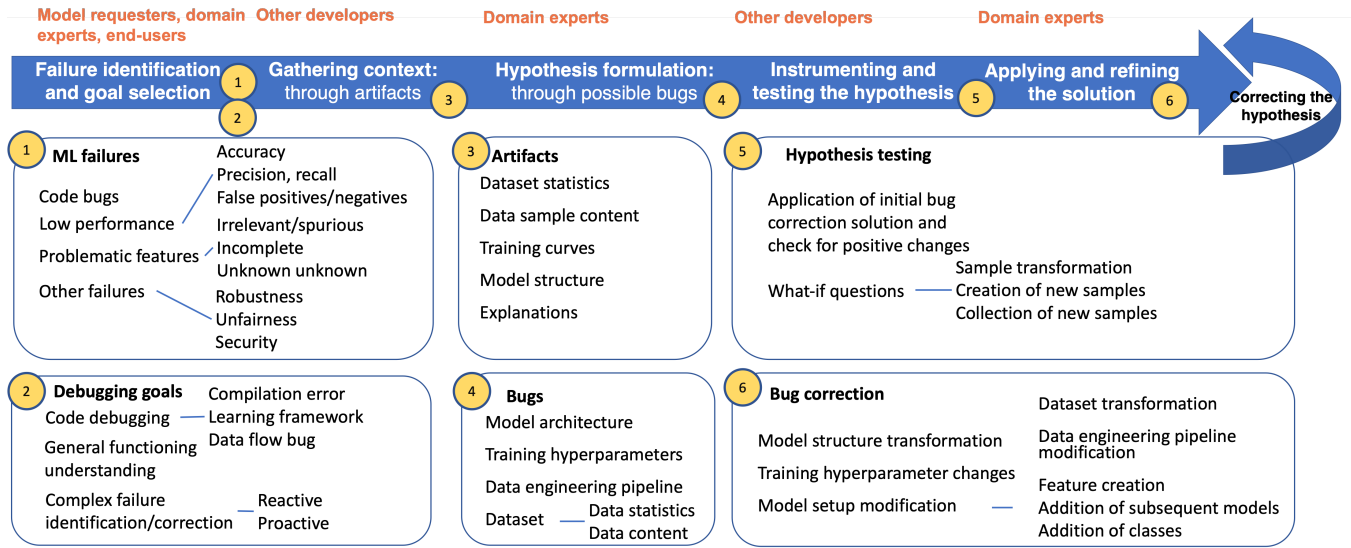 Model requesters, domain
experts, end-users
Other developers
Domain experts
Other developers
Domain experts
Failure identification
and goal selection
1
2
Gathering context:
through artifacts
3
Hypothesis formulation:
through possible bugs
4
Instrumenting and
testing the hypothesis
5
Applying and refining
the solution
6
Correcting the
hypothesis
1
ML failures
Code bugs
Low performance
Problematic features
Other failures
Accuracy
Precision, recall
False positives/negatives
Irrelevant/spurious
Incomplete
Unknown unknown
Robustness
Unfairness
Security
3
Artifacts
Dataset statistics
Data sample content
Training curves
Model structure
Explanations
5
Hypothesis testing
Application of initial bug
correction solution and
check for positive changes
What-if questions
Sample transformation
Creation of new samples
Collection of new samples
2
Debugging goals
Code debugging
General functioning
understanding
Complex failure
identification/correction
Compilation error
Learning framework
Data flow bug
Reactive
Proactive
4
Bugs
Model architecture
Training hyperparameters
Data engineering pipeline
Dataset
Data statistics
Data content
6
Bug correction
Model structure transformation
Training hyperparameter changes
Model setup modification
Dataset transformation
Data engineering pipeline
modification
Feature creation
Addition of subsequent models
Addition of classes